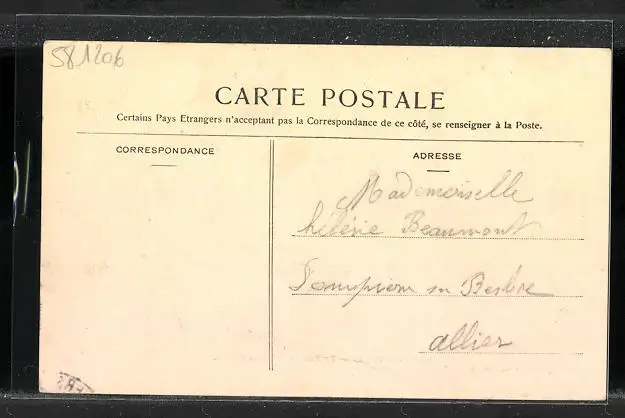 581206
CARTE POSTALE
Certains Pays Etrangers n'acceptant pas la Correspondance de ce côté, se renseigner à la Poste.
CORRESPONDANCE
ADRESSE
Mademoiselle
hélène Beaumont
Dompierre sur Besbre
allier